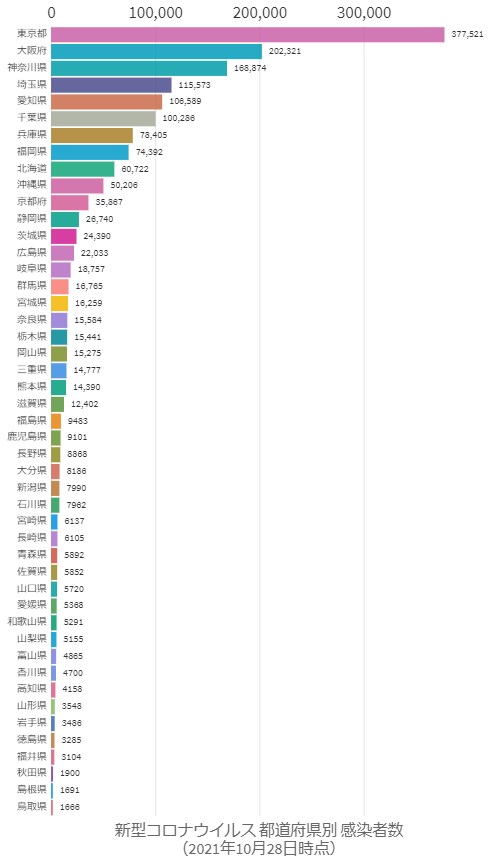 0 100,000 200,000 300,000
東京都 377,521
大阪府 202,321
神奈川県 168,874
埼玉県 115,573
愛知県 106,589
千葉県 100,286
兵庫県 78,405
福岡県 74,392
北海道 60,722
沖縄県 50,206
京都府 35,867
静岡県 26,740
茨城県 24,390
広島県 22,033
岐阜県 18,757
群馬県 16,765
宮城県 16,259
奈良県 15,584
栃木県 15,441
岡山県 15,275
三重県 14,777
熊本県 14,390
滋賀県 12,402
福島県 9483
鹿児島県 9101
長野県 8868
大分県 8186
新潟県 7990
石川県 7962
宮崎県 6137
長崎県 6105
青森県 5892
佐賀県 5852
山口県 5720
愛媛県 5368
和歌山県 5291
山梨県 5155
富山県 4865
香川県 4700
高知県 4158
山形県 3548
岩手県 3486
徳島県 3285
福井県 3104
秋田県 1900
島根県 1691
鳥取県 1666
新型コロナウイルス 都道府県別 感染者数
（2021年10月28日時点）